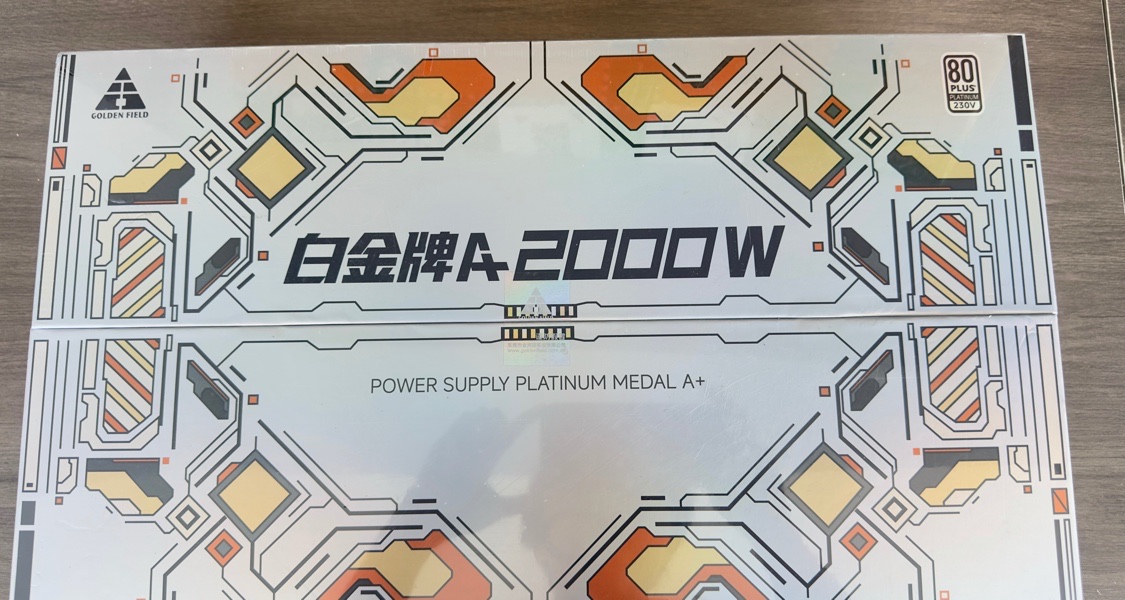 GOLDEN FIELD
80
PLUS
PLATINUM
230V
白金牌A+2000W
POWER SUPPLY PLATINUM MEDAL A+